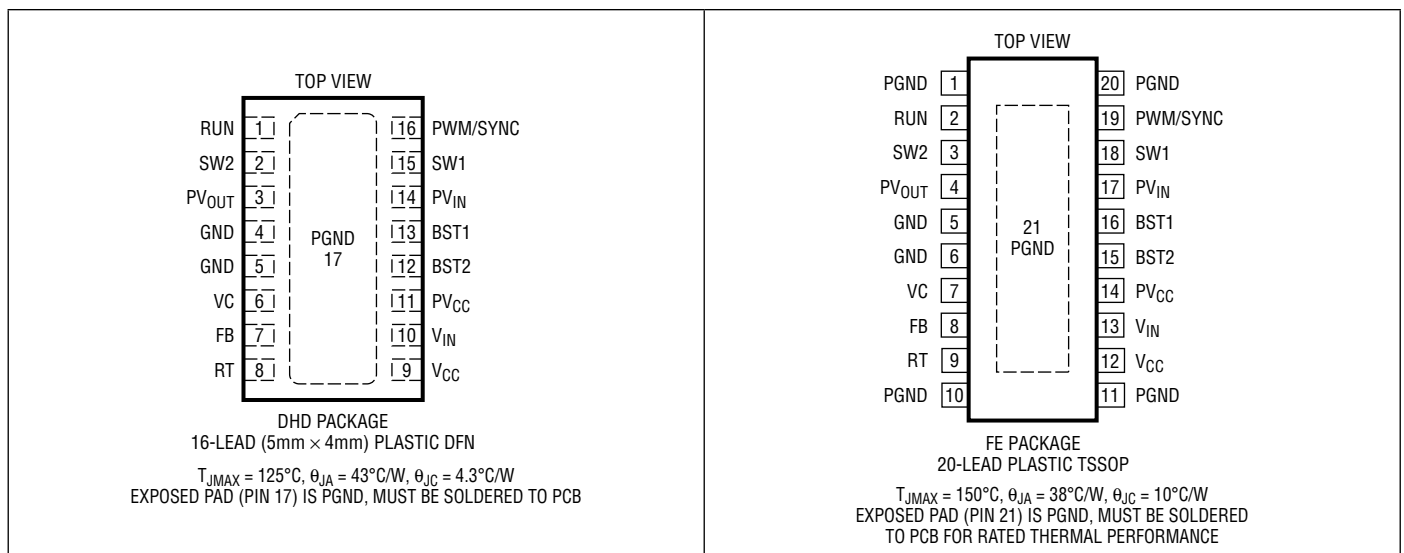 TOP VIEW
RUN 1 16 PWM/SYNC
SW2 2 15 SW1
PVOUT 3 14 PVIN
GND 4 13 BST1
GND 5 12 BST2
VC 6 11 PVCC
FB 7 10 VIN
RT 8 9 VCC
PGND
17
DHD PACKAGE
16-LEAD (5mm × 4mm) PLASTIC DFN
TJMAX = 125°C, θJA = 43°C/W, θJC = 4.3°C/W
EXPOSED PAD (PIN 17) IS PGND, MUST BE SOLDERED TO PCB
TOP VIEW
PGND 1 20 PGND
RUN 2 19 PWM/SYNC
SW2 3 18 SW1
PVOUT 4 17 PVIN
GND 5 16 BST1
GND 6 15 BST2
VC 7 14 PVCC
FB 8 13 VIN
RT 9 12 VCC
PGND 10 11 PGND
21
PGND
FE PACKAGE
20-LEAD PLASTIC TSSOP
TJMAX = 150°C, θJA = 38°C/W, θJC = 10°C/W
EXPOSED PAD (PIN 21) IS PGND, MUST BE SOLDERED
TO PCB FOR RATED THERMAL PERFORMANCE